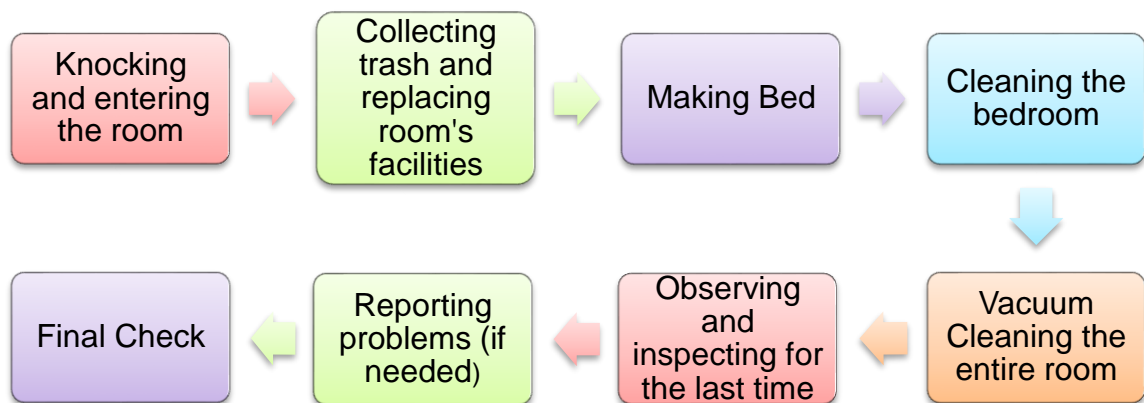 Knocking
and entering
the room
Collecting
trash and
replacing
room's
facilities
Making Bed
Cleaning the
bedroom
Vacuum
Cleaning the
entire room
Observing
and
inspecting for
the last time
Reporting
problems (if
needed)
Final Check